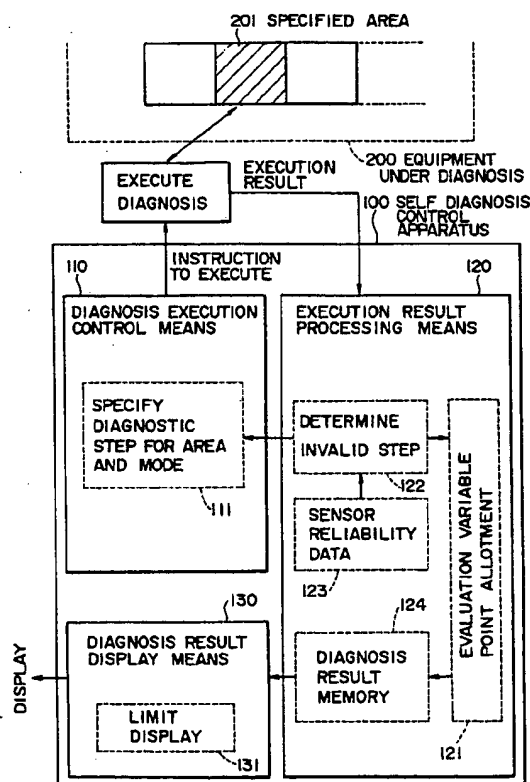 201 SPECIFIED AREA
200 EQUIPMENT
UNDER DIAGNOSIS
EXECUTE
DIAGNOSIS
EXECUTION
RESULT
100 SELF DIAGNOSIS
CONTROL
APPARATUS
INSTRUCTION
TO EXECUTE
110
120
DIAGNOSIS EXECUTION
CONTROL MEANS
EXECUTION RESULT
PROCESSING MEANS
SPECIFY
DIAGNOSTIC
STEP FOR AREA
AND MODE
111
DETERMINE
INVALID STEP
122
SENSOR
RELIABILITY
DATA
123
EVALUATION VARIABLE
POINT ALLOTMENT
121
124
DIAGNOSIS
RESULT
MEMORY
130
DIAGNOSIS RESULT
DISPLAY MEANS
LIMIT
DISPLAY
131
DISPLAY